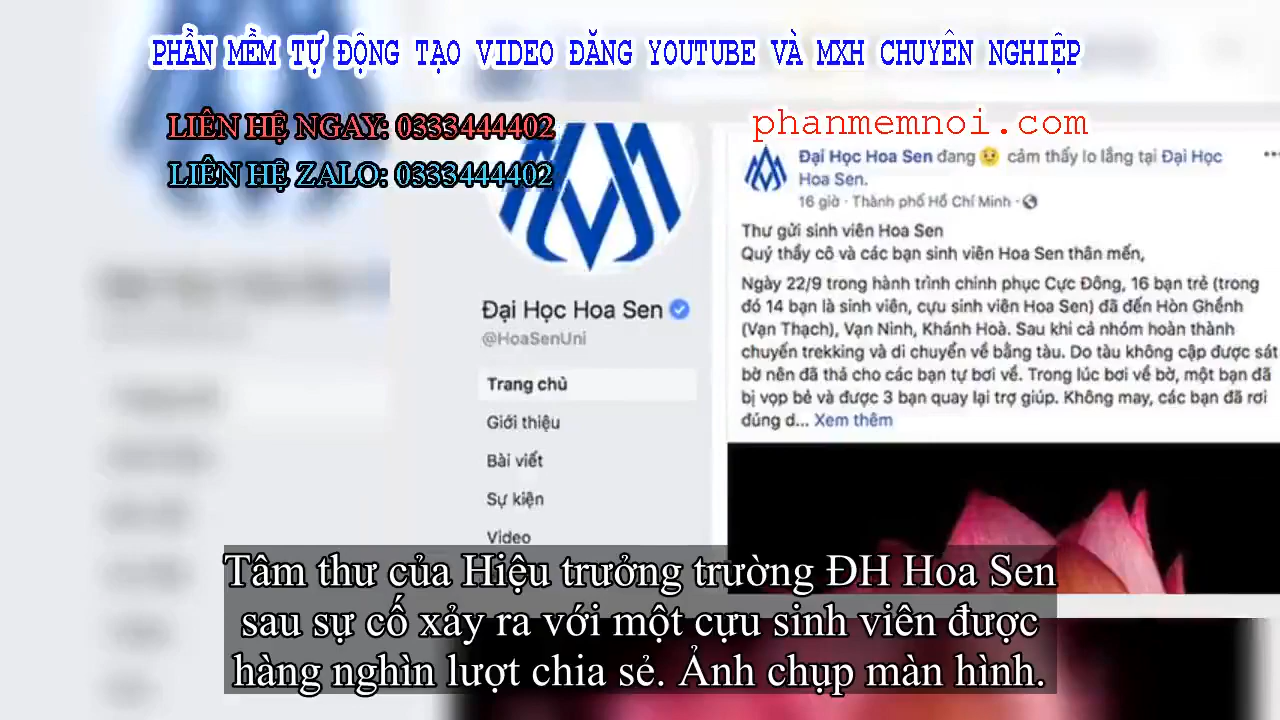 PHẦN MỀM TỰ ĐỘNG TẠO VIDEO ĐĂNG YOUTUBE VÀ MXH CHUYÊN NGHIỆP
LIÊN HỆ NGAY: 0333444402
phanmemnoi.com
LIÊN HỆ ZALO: 0333444402
Đại Học Hoa Sen
@HoaSenUni
Trang chủ
Giới thiệu
Bài viết
Sự kiện
Video
Đại Học Hoa Sen đang 😟 cảm thấy lo lắng tại Đại Học
Hoa Sen.
16 giờ · Thành phố Hồ Chí Minh ·
Thư gửi sinh viên Hoa Sen
Quý thầy cô và các bạn sinh viên Hoa Sen thân mến,
Ngày 22/9 trong hành trình chinh phục Cực Đông, 16 bạn trẻ (trong
đó 14 bạn là sinh viên, cựu sinh viên Hoa Sen) đã đến Hòn Ghềnh
(Vạn Thạch), Vạn Ninh, Khánh Hoà. Sau khi cả nhóm hoàn thành
chuyến trekking và di chuyển về bằng tàu. Do tàu không cập được sát
bờ nên đã thả cho các bạn tự bơi về. Trong lúc bơi về bờ, một bạn đã
bị vọp bẻ và được 3 bạn quay lại trợ giúp. Không may, các bạn đã rơi
đúng d... Xem thêm
Tâm thư của Hiệu trưởng trường ĐH Hoa Sen
sau sự cố xảy ra với một cựu sinh viên được
hàng nghìn lượt chia sẻ. Ảnh chụp màn hình.